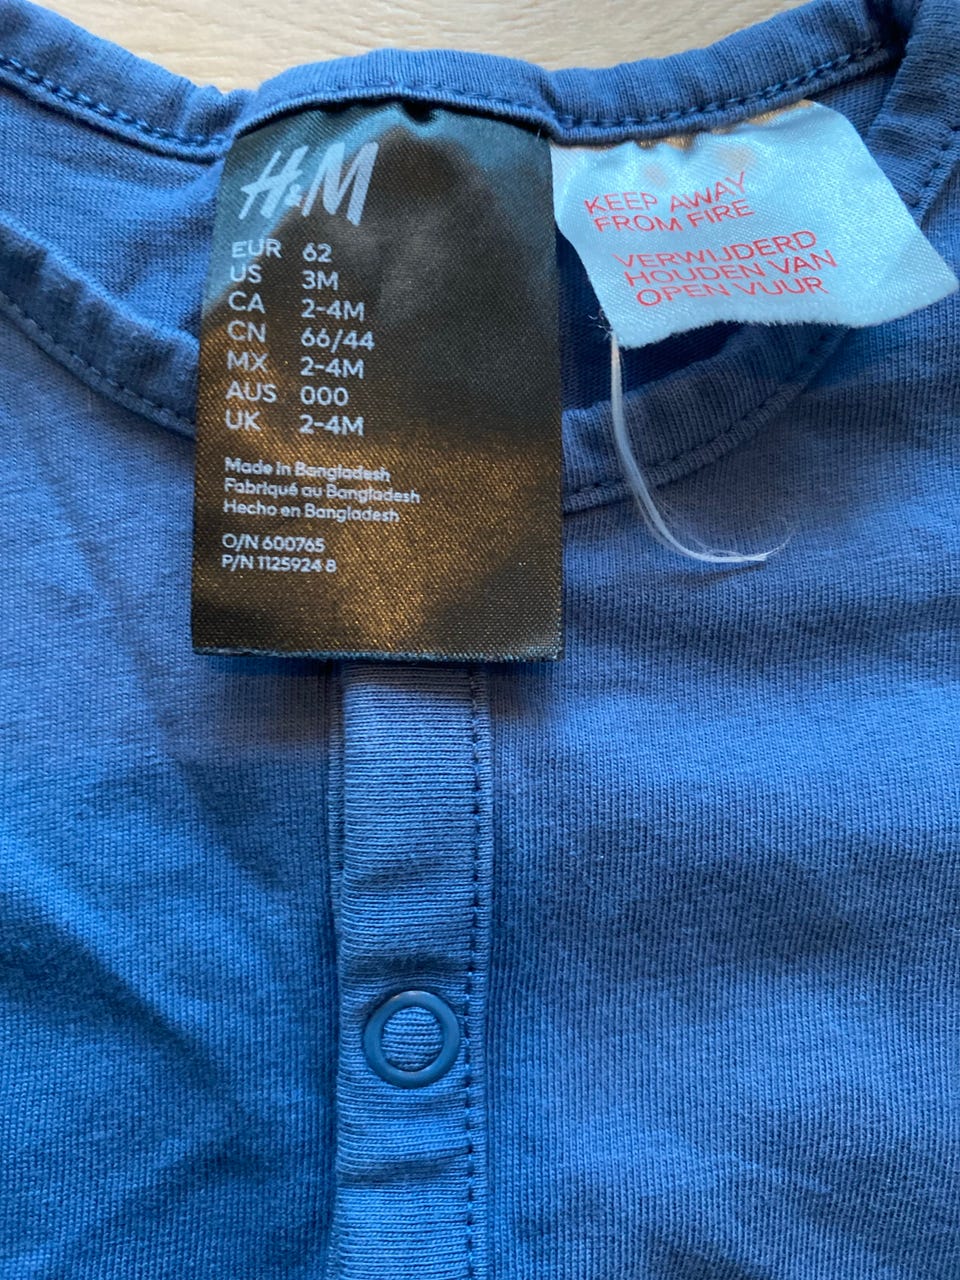 H&M
EUR 62
US 3M
CA 2-4M
CN 66/44
MX 2-4M
AUS 000
UK 2-4M
Made in Bangladesh
Fabriqué au Bangladesh
Hecho en Bangladesh
O/N 600765
P/N 1125924 8
KEEP AWAY
FROM FIRE
VERWIJDERD
HOUDEN VAN
OPEN VUUR